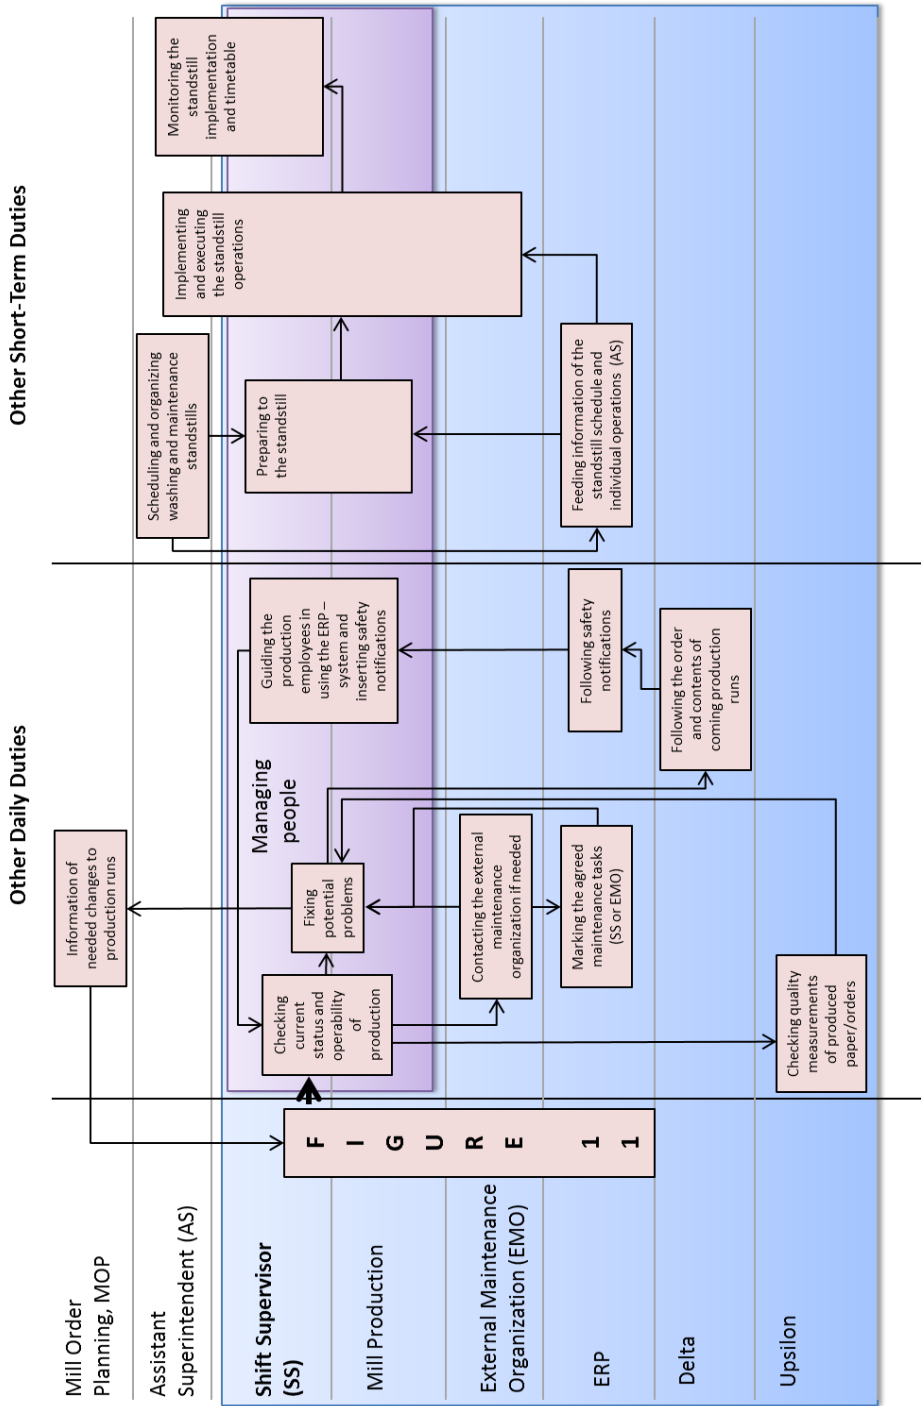 Other Daily Duties
Other Short-Term Duties
Mill Order
Planning, MOP
Assistant
Superintendent (AS)
Shift Supervisor
(SS)
Mill Production
External Maintenance
Organization (EMO)
ERP
Delta
Upsilon
F
I
G
U
R
E
1
1
Information of
needed changes to
production runs
Checking
current
status and
operability
of
production
Fixing
potential
problems
Managing
people
Guiding the
production
employees in
using the ERP –
system and
inserting safety
notifications
Contacting the external
maintenance
organization if needed
Marking the agreed
maintenance tasks
(SS or EMO)
Following safety
notifications
Following the order
and contents of
coming production
runs
Checking quality
measurements
of produced
paper/orders
Scheduling and organizing
washing and maintenance
standstills
Preparing to
the standstill
Feeding information of the
standstill schedule and
individual operations (AS)
Implementing
and executing
the standstill
operations
Monitoring the
standstill
implementation
and timetable